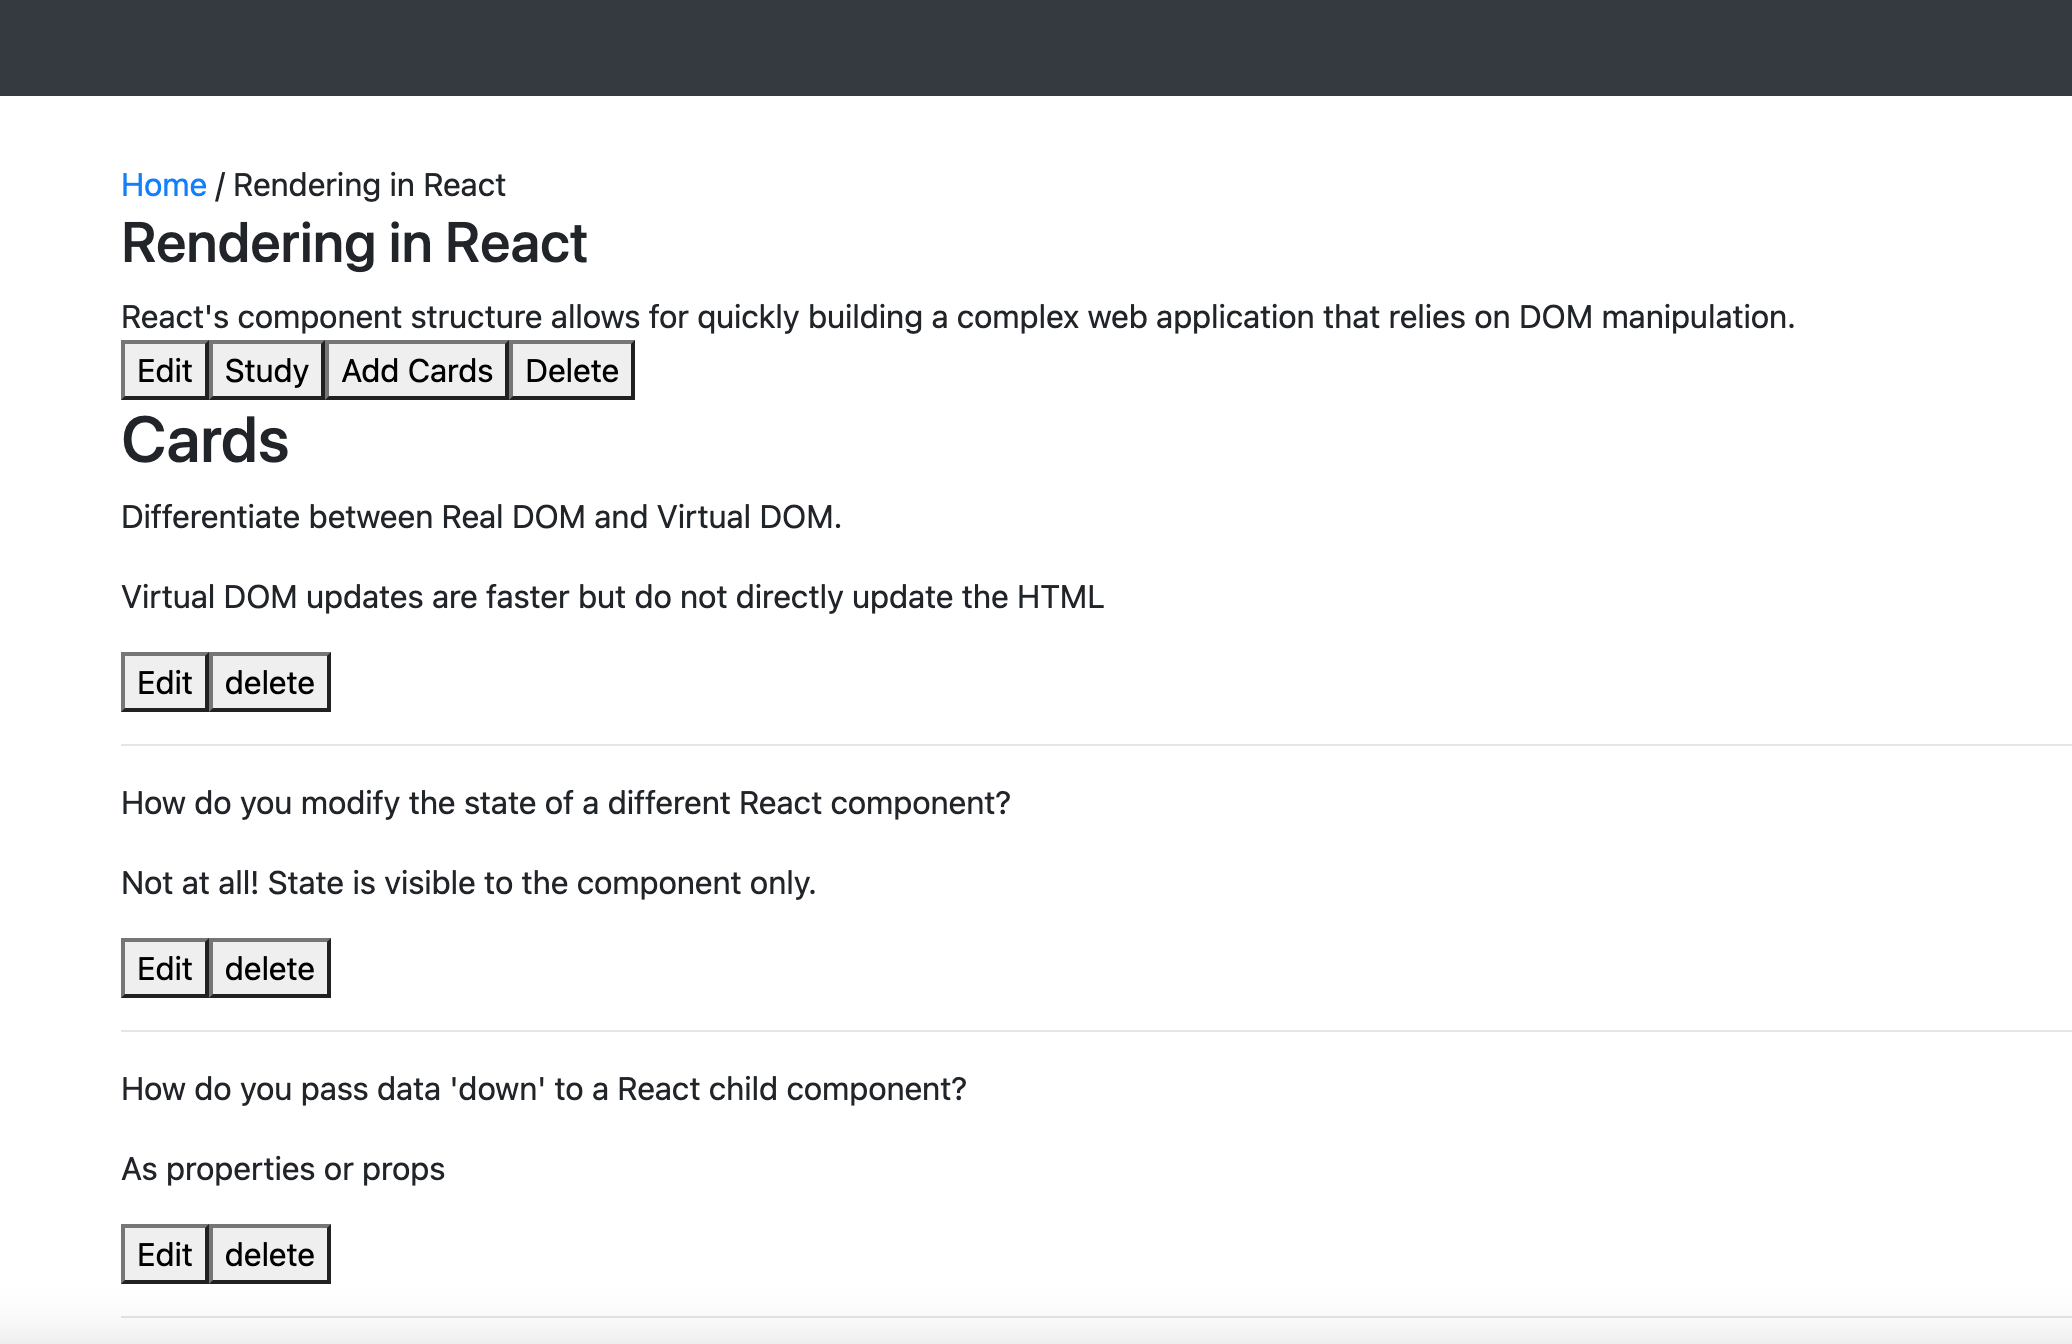 Home / Rendering in React
Rendering in React
React's component structure allows for quickly building a complex web application that relies on DOM manipulation.
Edit Study Add Cards Delete
Cards
Differentiate between Real DOM and Virtual DOM.
Virtual DOM updates are faster but do not directly update the HTML
Edit delete
How do you modify the state of a different React component?
Not at all! State is visible to the component only.
Edit delete
How do you pass data 'down' to a React child component?
As properties or props
Edit delete